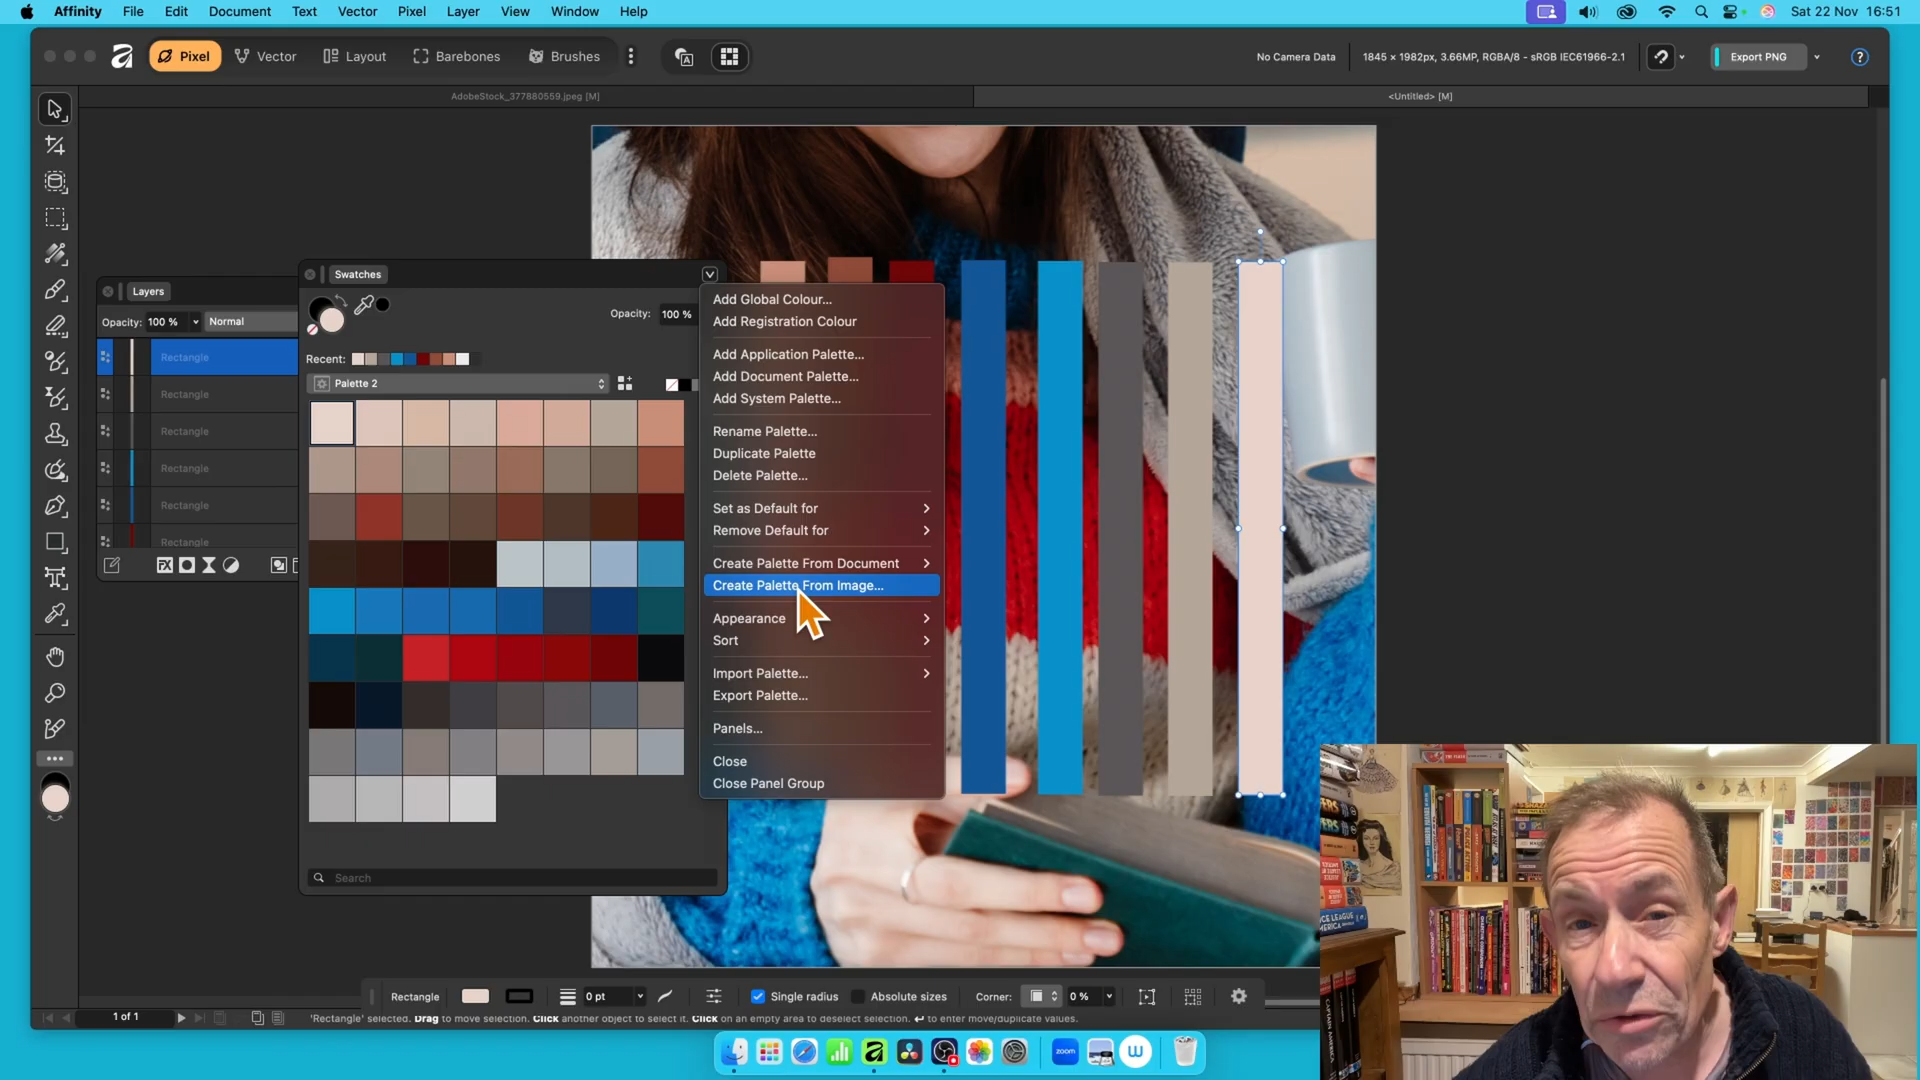 Affinity File Edit Document Text Vector Pixel Layer View Window Help Sat 22 Nov 16:51
Pixel Vector Layout Barebones Brushes No Camera Data 1845 × 1982px, 3.66MP, RGBA/8 - sRGB IEC61966-2.1 Export PNG ?
AdobeStock_377880559.jpeg [M] <Untitled> [M]
Layers
Opacity: 100 % Normal
Rectangle
Rectangle
Rectangle
Rectangle
Rectangle
Rectangle
FX
Swatches
Opacity: 100 %
Recent:
Palette 2
Search
Add Global Colour...
Add Registration Colour
Add Application Palette...
Add Document Palette...
Add System Palette...
Rename Palette...
Duplicate Palette
Delete Palette...
Set as Default for
Remove Default for
Create Palette From Document
Create Palette From Image...
Appearance
Sort
Import Palette...
Export Palette...
Panels...
Close
Close Panel Group
Rectangle 0 pt Single radius Absolute sizes Corner: 0 %
1 of 1 'Rectangle' selected. Drag to move selection. Click another object to select it. Click on an empty area to deselect selection. ↵ to enter move/duplicate values.
zoom